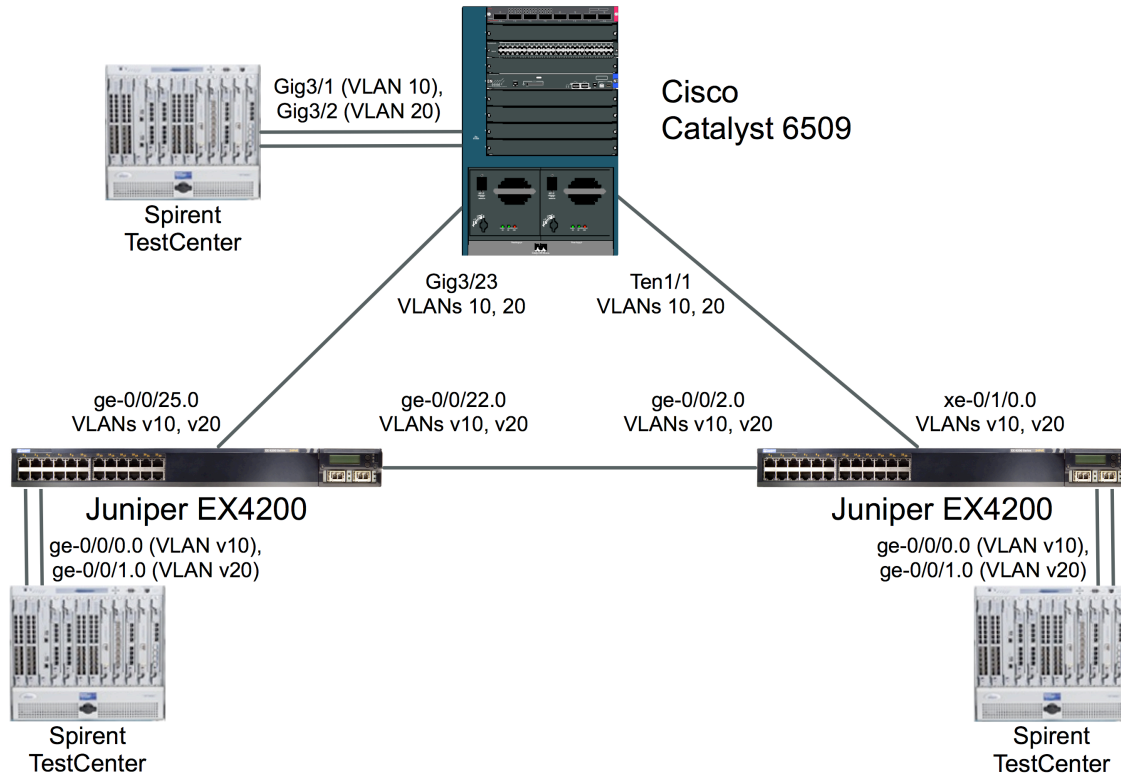 Gig3/1 (VLAN 10),
Gig3/2 (VLAN 20)
Cisco
Catalyst 6509
Spirent
TestCenter
Gig3/23
VLANs 10, 20
Ten1/1
VLANs 10, 20
ge-0/0/25.0
VLANs v10, v20
ge-0/0/22.0
VLANs v10, v20
ge-0/0/2.0
VLANs v10, v20
xe-0/1/0.0
VLANs v10, v20
Juniper EX4200
Juniper EX4200
ge-0/0/0.0 (VLAN v10),
ge-0/0/1.0 (VLAN v20)
ge-0/0/0.0 (VLAN v10),
ge-0/0/1.0 (VLAN v20)
Spirent
TestCenter
Spirent
TestCenter